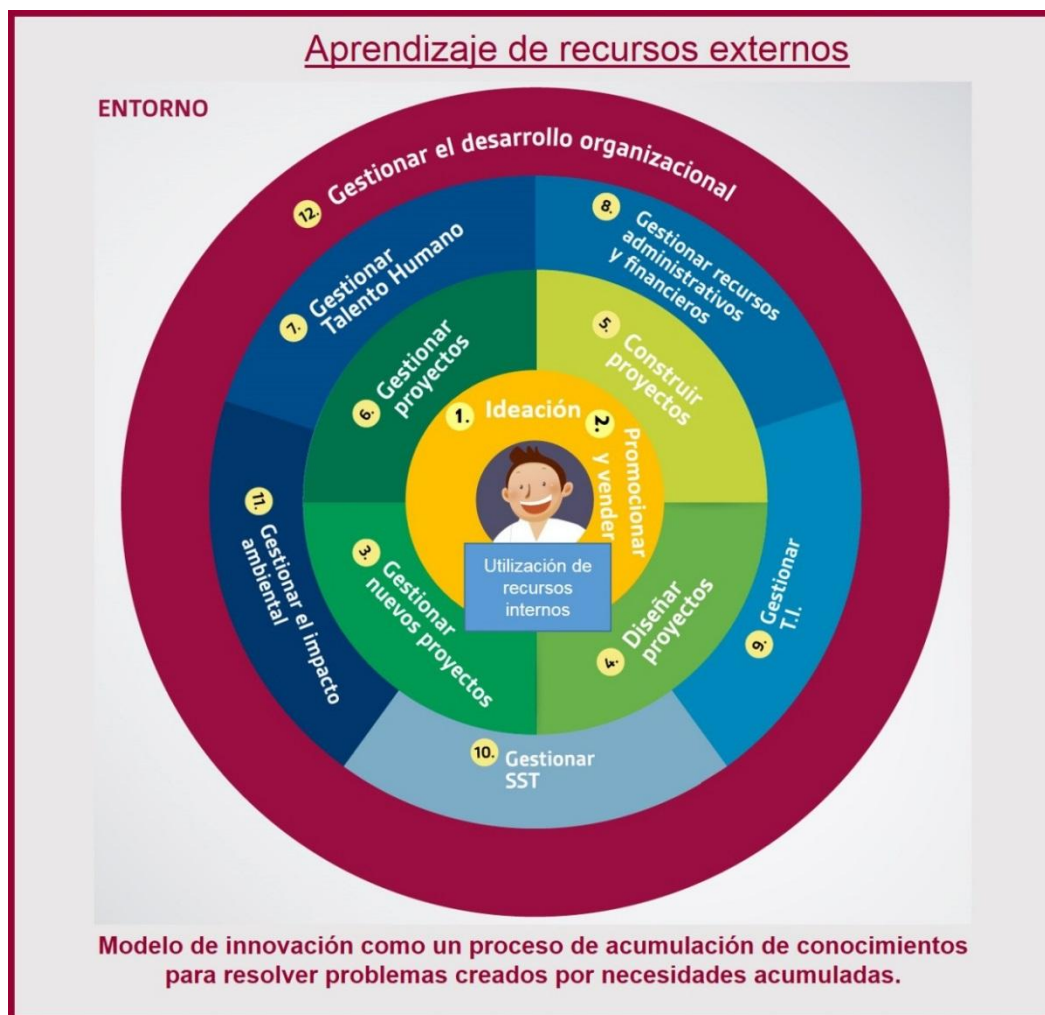 Aprendizaje de recursos externos
ENTORNO
12. Gestionar el desarrollo organizacional
7. Gestionar
Talento Humano
8. Gestionar recursos
administrativos
y financieros
6. Gestionar
proyectos
5. Construir
proyectos
1. Ideación
2. Promocionar
y vender
Utilización de
recursos
internos
11. Gestionar el impacto
ambiental
3. Gestionar
nuevos proyectos
4. Diseñar
proyectos
9. Gestionar
T.I.
10. Gestionar
SST
Modelo de innovación como un proceso de acumulación de conocimientos
para resolver problemas creados por necesidades acumuladas.